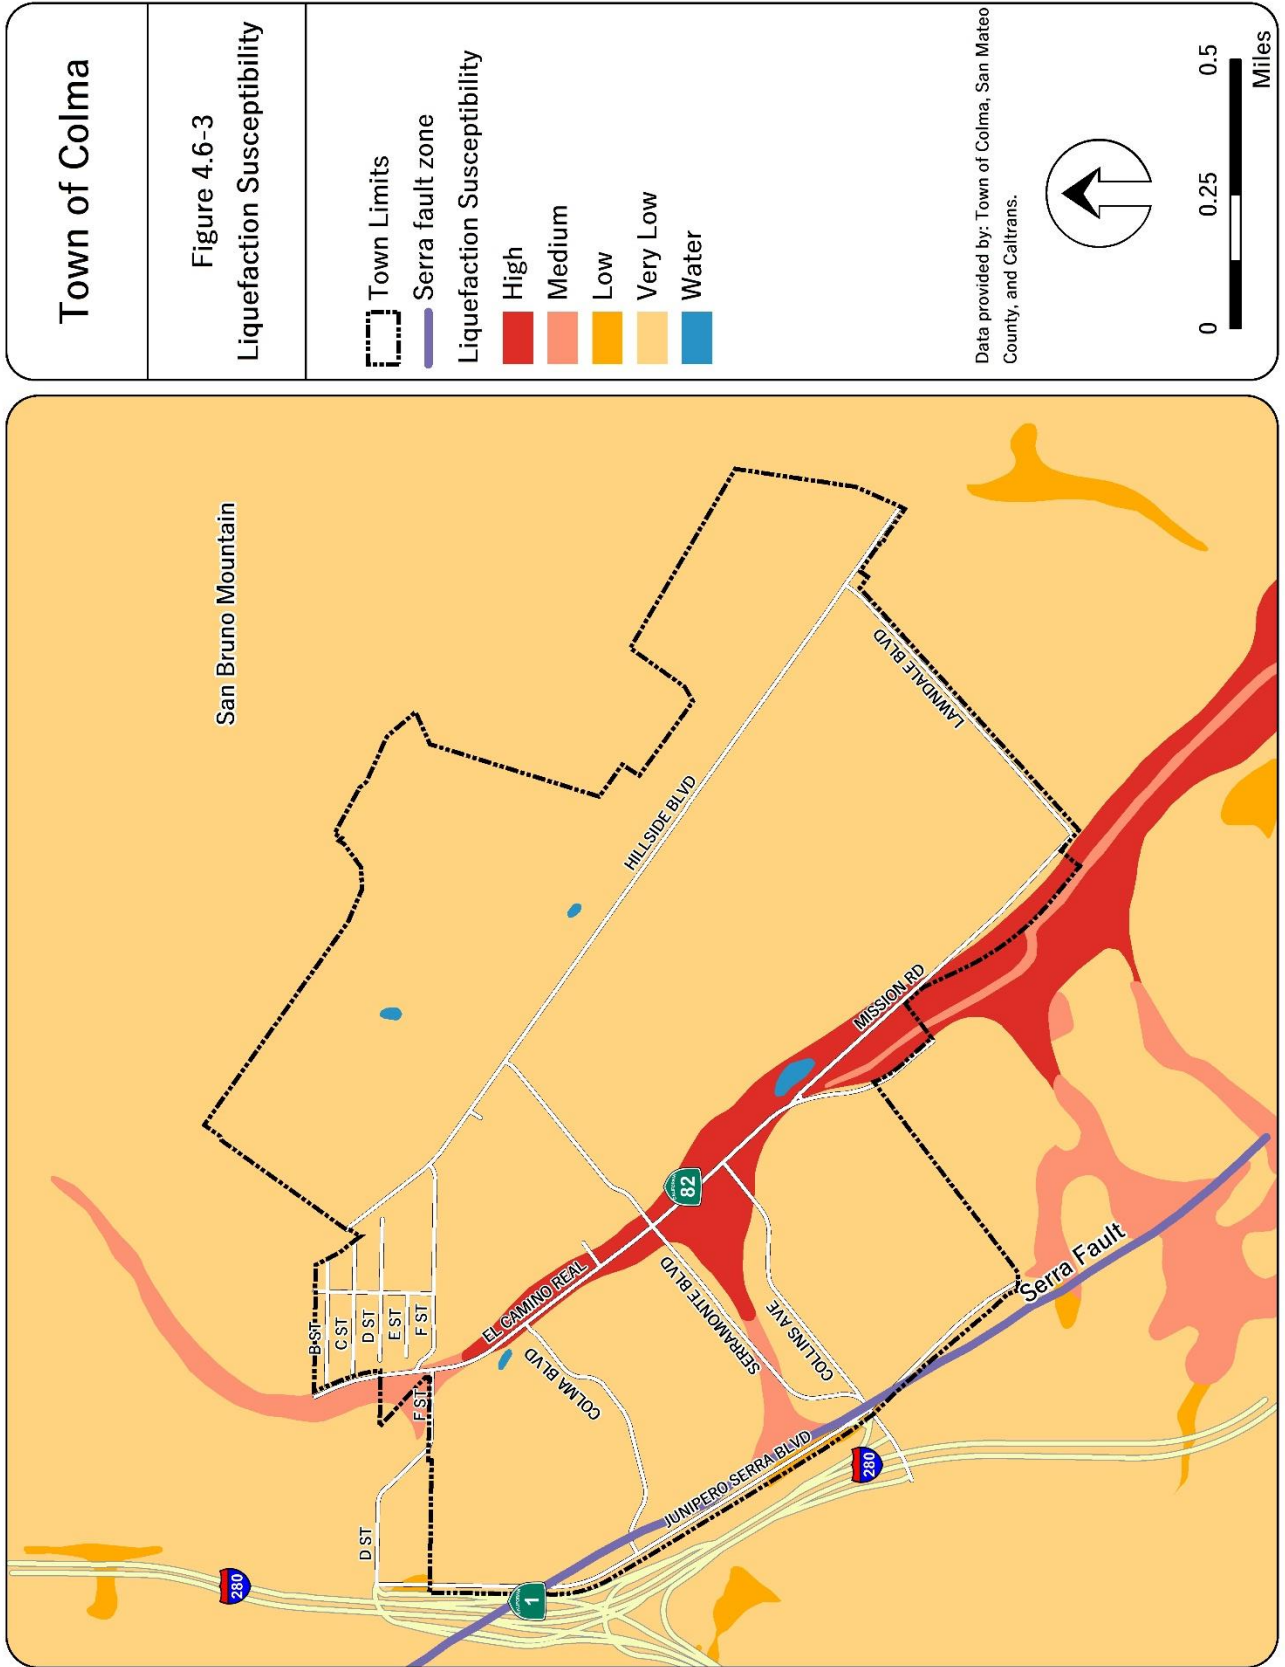 Town of Colma
Figure 4.6-3
Liquefaction Susceptibility
Town Limits
Serra fault zone
Liquefaction Susceptibility
High
Medium
Low
Very Low
Water
Data provided by: Town of Colma, San Mateo
County, and Caltrans.
0
0.25
0.5
Miles
San Bruno Mountain
280
D ST
B ST
C ST
D ST
E ST
F ST
F ST
1
EL CAMINO REAL
COLMA BLVD
HILLSIDE BLVD
JUNIPERO SERRA BLVD
SERRAMONTE BLVD
82
COLLINS AVE
280
MISSION RD
LAWNDALE BLVD
Serra Fault